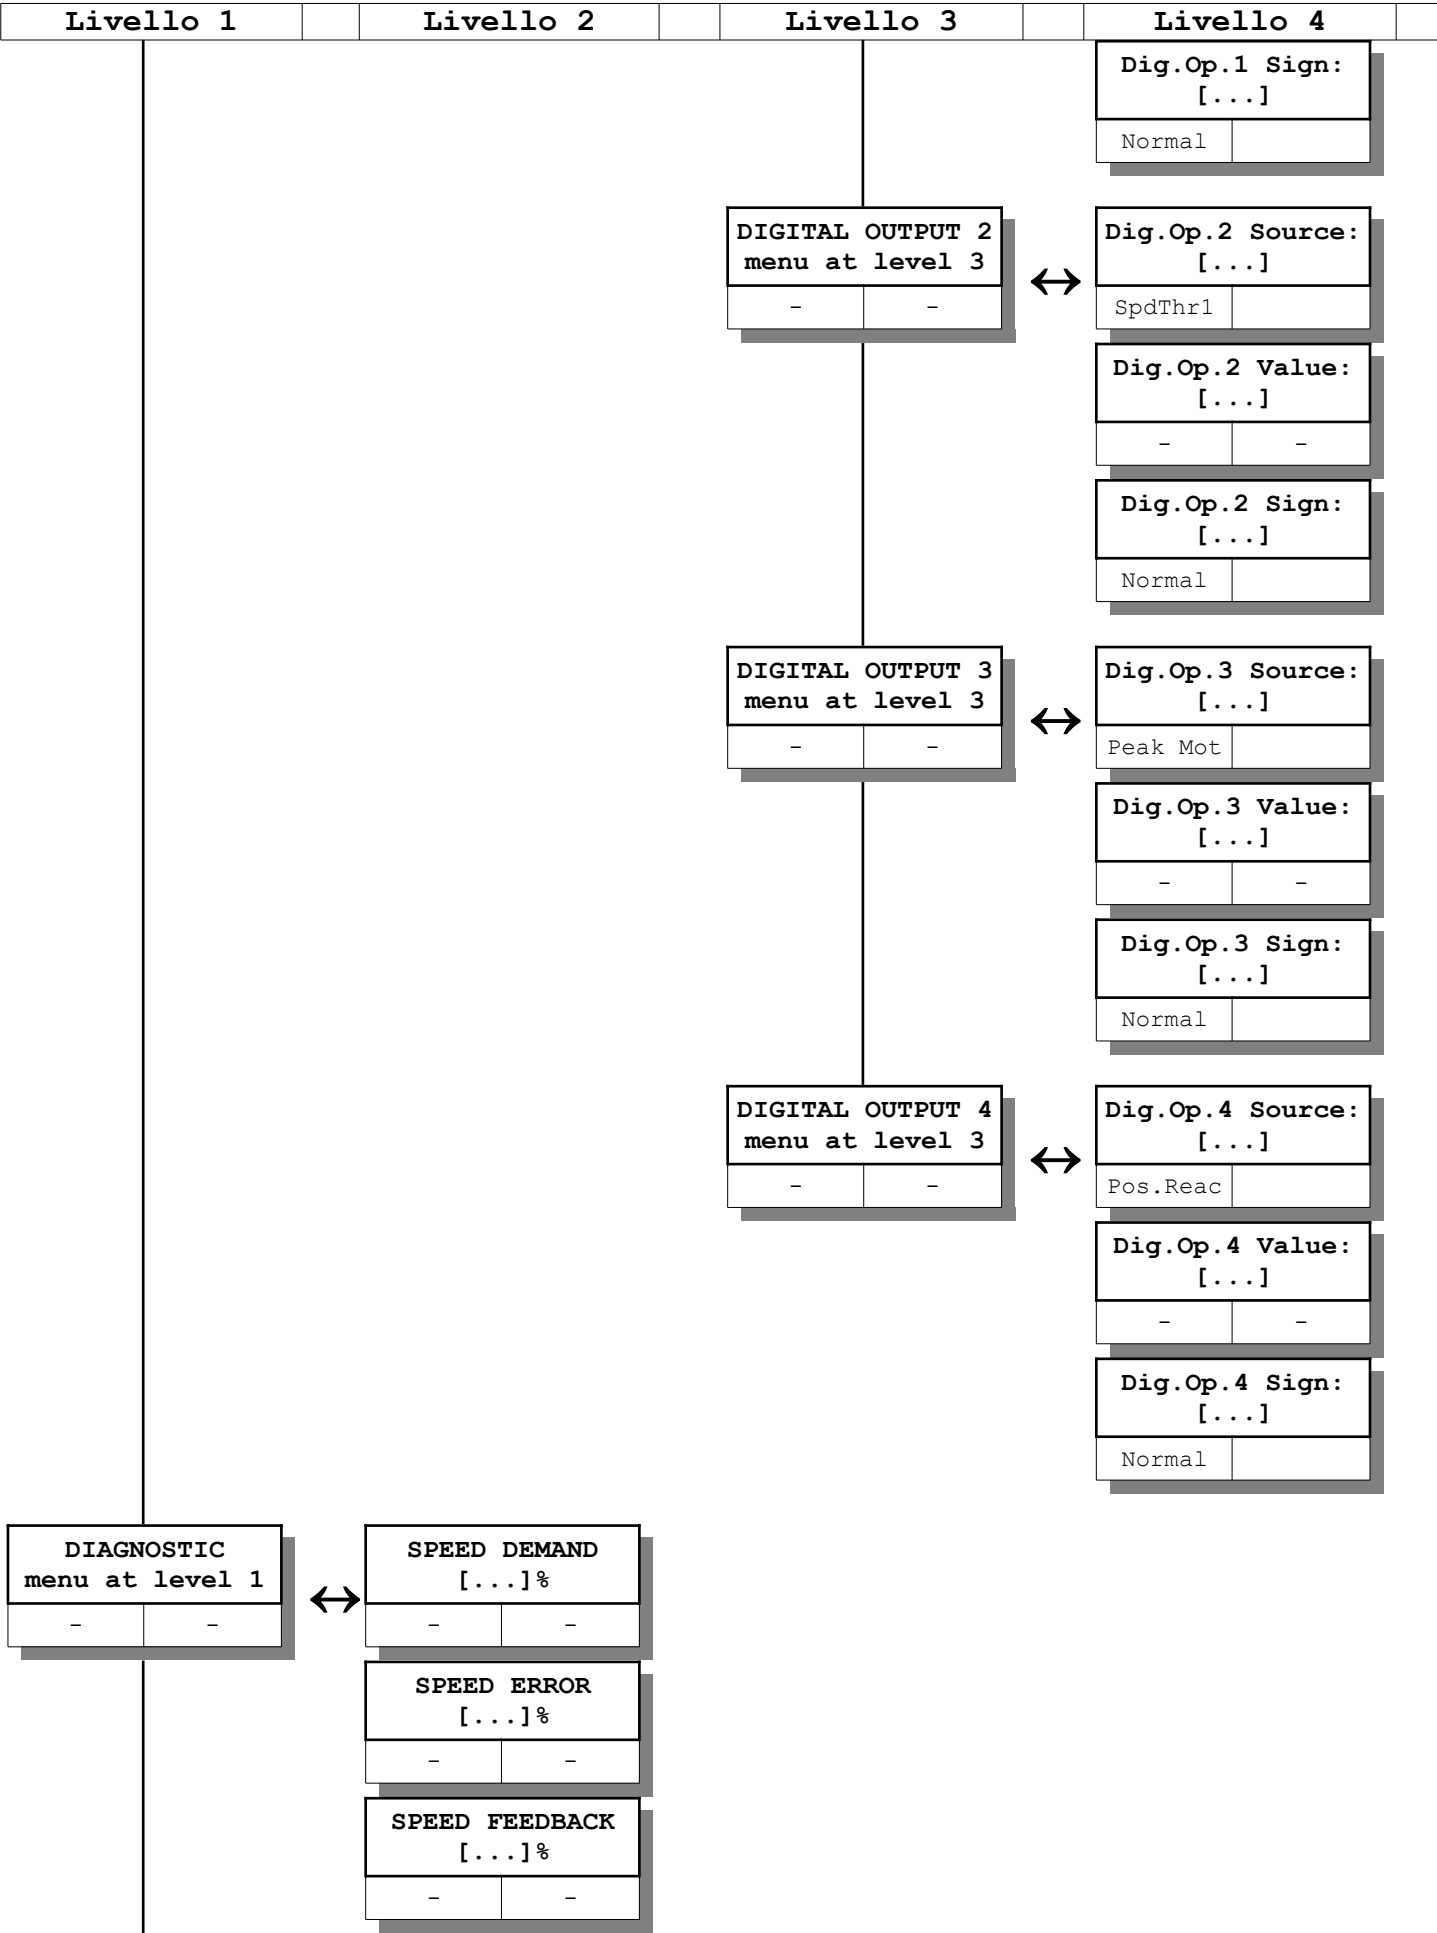 Livello 1 Livello 2 Livello 3 Livello 4
Dig.Op.1 Sign:
[...]
Normal
DIGITAL OUTPUT 2
menu at level 3
- -
Dig.Op.2 Source:
[...]
SpdThr1
Dig.Op.2 Value:
[...]
- -
Dig.Op.2 Sign:
[...]
Normal
DIGITAL OUTPUT 3
menu at level 3
- -
Dig.Op.3 Source:
[...]
Peak Mot
Dig.Op.3 Value:
[...]
- -
Dig.Op.3 Sign:
[...]
Normal
DIGITAL OUTPUT 4
menu at level 3
- -
Dig.Op.4 Source:
[...]
Pos.Reac
Dig.Op.4 Value:
[...]
- -
Dig.Op.4 Sign:
[...]
Normal
DIAGNOSTIC
menu at level 1
- -
SPEED DEMAND
[...]%
- -
SPEED ERROR
[...]%
- -
SPEED FEEDBACK
[...]%
- -